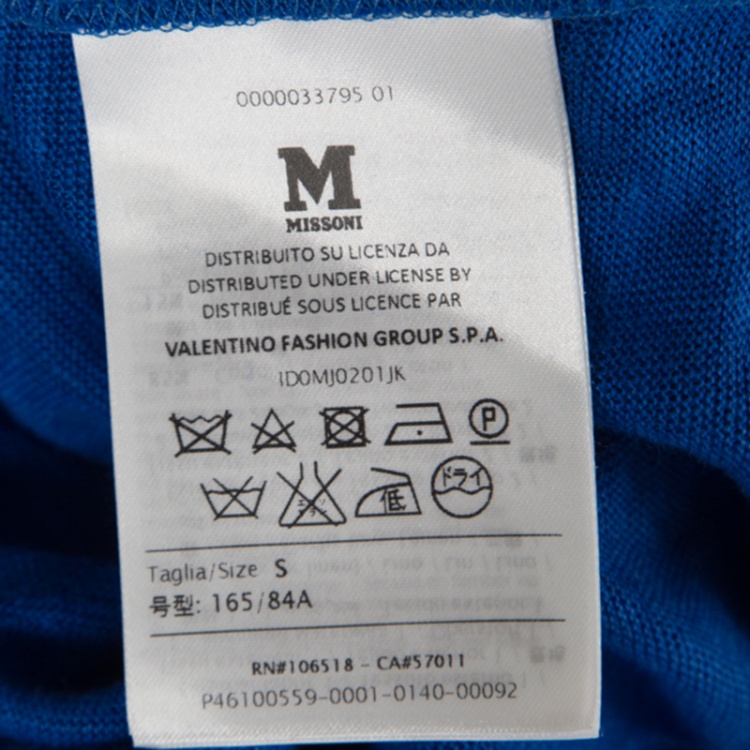 0000033795 01
M
MISSONI
DISTRIBUITO SU LICENZA DA
DISTRIBUTED UNDER LICENSE BY
DISTRIBUÉ SOUS LICENCE PAR
VALENTINO FASHION GROUP S.P.A.
ID0MJ0201JK
P
低 ドライ
Taglia/Size S
号型: 165/84A
RN#106518 - CA#57011
P46100559-0001-0140-00092